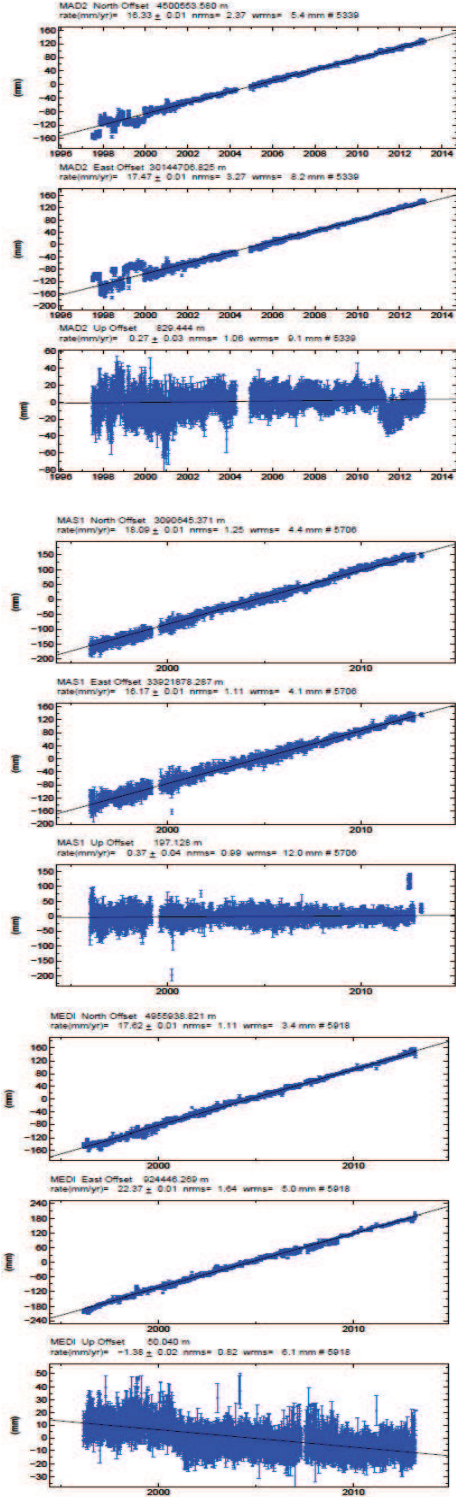 MAD2 North Offset 4500553.560 m
rate(mm/yr)= 16.33 ± 0.01 nrms= 2.37 wrms= 5.4 mm # 5339
160
120
80
40
0
−40
−80
−120
−160
(mm)
1996 1998 2000 2002 2004 2006 2008 2010 2012 2014
MAD2 East Offset 30144706.825 m
rate(mm/yr)= 17.47 ± 0.01 nrms= 3.27 wrms= 8.2 mm # 5339
160
120
80
40
0
−40
−80
−120
−160
−200
(mm)
1996 1998 2000 2002 2004 2006 2008 2010 2012 2014
MAD2 Up Offset 829.444 m
rate(mm/yr)= 0.27 ± 0.03 nrms= 1.06 wrms= 9.1 mm # 5339
60
40
20
0
−20
−40
−60
−80
(mm)
1996 1998 2000 2002 2004 2006 2008 2010 2012 2014
MAS1 North Offset 3090645.371 m
rate(mm/yr)= 18.09 ± 0.01 nrms= 1.25 wrms= 4.4 mm # 5706
150
100
50
0
−50
−100
−150
−200
(mm)
2000 2010
MAS1 East Offset 33921878.287 m
rate(mm/yr)= 16.17 ± 0.01 nrms= 1.11 wrms= 4.1 mm # 5706
160
120
80
40
0
−40
−80
−120
−160
−200
(mm)
2000 2010
MAS1 Up Offset 197.128 m
rate(mm/yr)= 0.37 ± 0.04 nrms= 0.99 wrms= 12.0 mm # 5706
150
100
50
0
−50
−100
−150
−200
(mm)
2000 2010
MEDI North Offset 4955938.821 m
rate(mm/yr)= 17.62 ± 0.01 nrms= 1.11 wrms= 3.4 mm # 5918
160
120
80
40
0
−40
−80
−120
−160
(mm)
2000 2010
MEDI East Offset 924446.269 m
rate(mm/yr)= 22.37 ± 0.01 nrms= 1.64 wrms= 5.0 mm # 5918
240
180
120
60
0
−60
−120
−180
−240
(mm)
2000 2010
MEDI Up Offset 50.040 m
rate(mm/yr)= −1.38 ± 0.02 nrms= 0.82 wrms= 6.1 mm # 5918
50
40
30
20
10
0
−10
−20
−30
(mm)
2000 2010